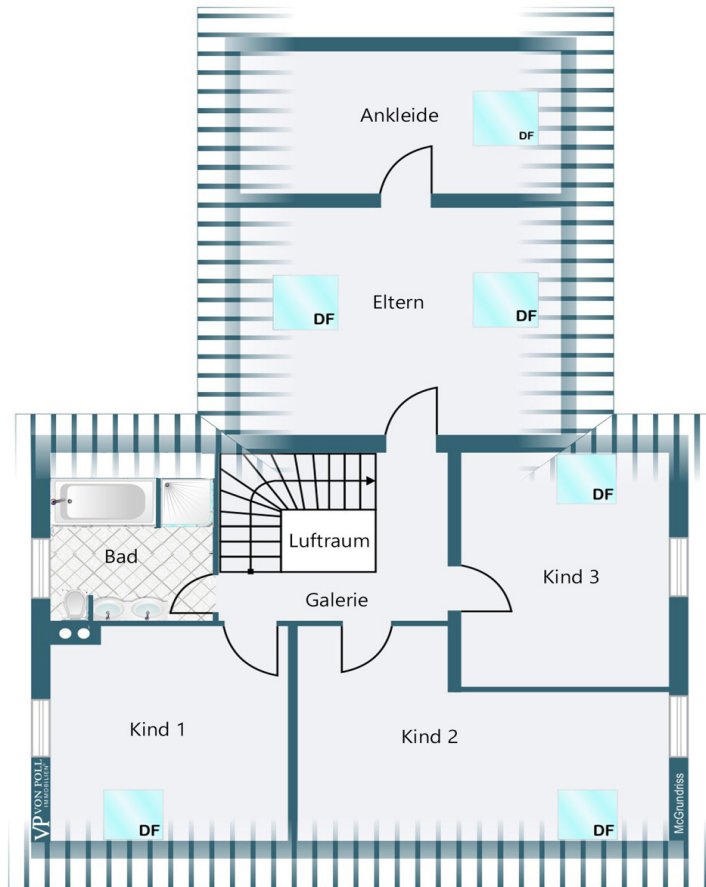 Ankleide
DF
Eltern
DF
DF
DF
Luftraum
Bad
Kind 3
Galerie
Kind 1
Kind 2
VP VON POLL
IMMOBILIEN
DF
DF
McGrundriss